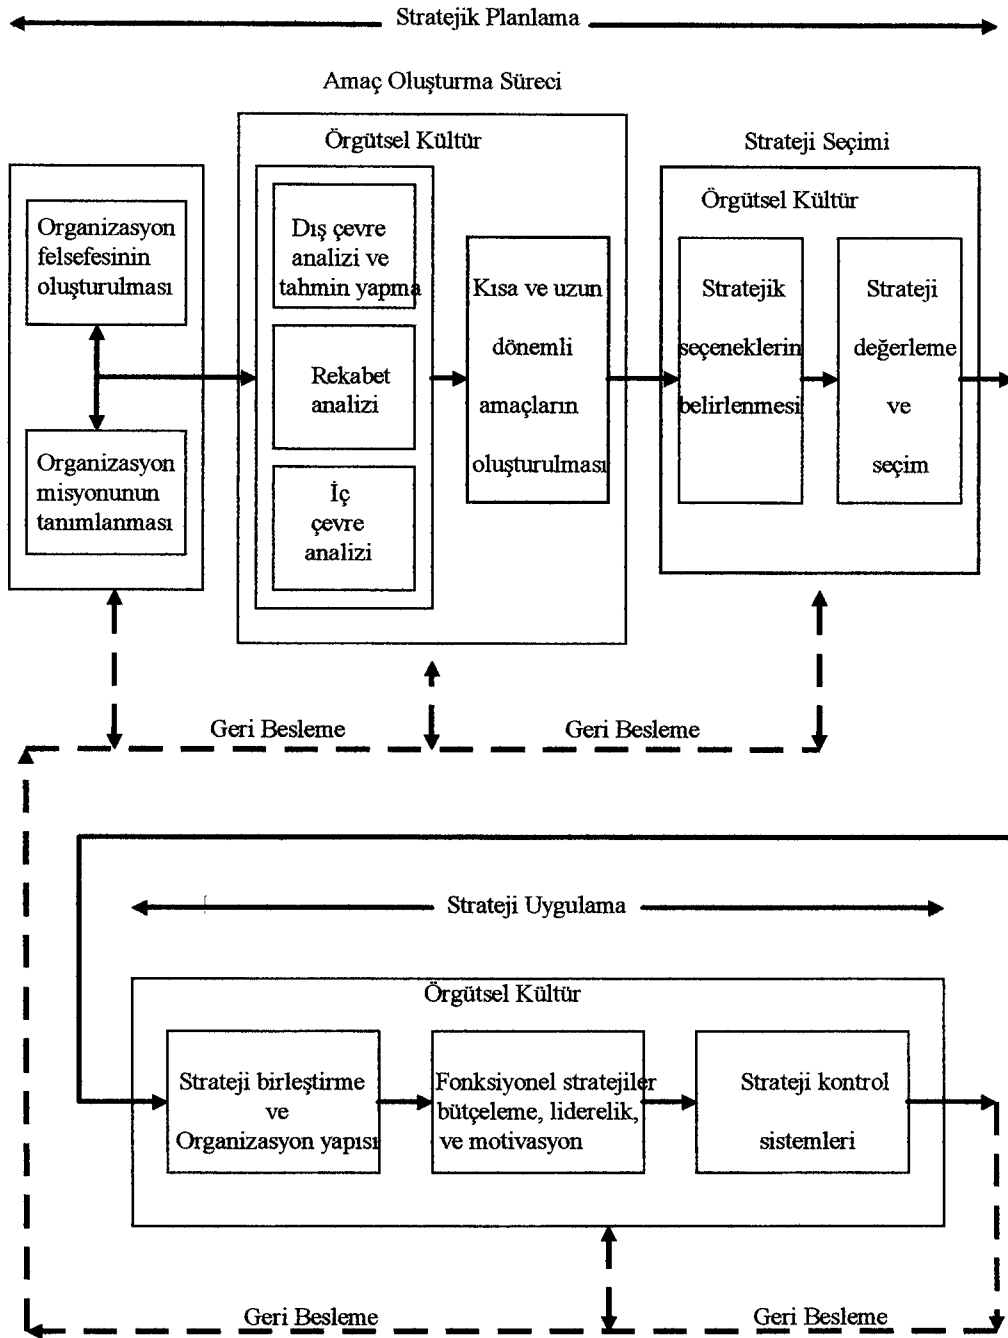 Stratejik Planlama
Amaç Oluşturma Süreci
Örgütsel Kültür
Strateji Seçimi
Örgütsel Kültür
Organizasyon
felsefesinin
oluşturulması
Organizasyon
misyonunun
tanımlanması
Dış çevre
analizi ve
tahmin yapma
Rekabet
analizi
İç
çevre
analizi
Kısa ve uzun
dönemli
amaçların
oluşturulması
Stratejik
seçeneklerin
belirlenmesi
Strateji
değerleme
ve
seçim
Geri Besleme
Geri Besleme
Strateji Uygulama
Örgütsel Kültür
Strateji birleştirme
ve
Organizasyon yapısı
Fonksiyonel stratejiler
bütçeleme, liderelik,
ve motivasyon
Strateji kontrol
sistemleri
Geri Besleme
Geri Besleme